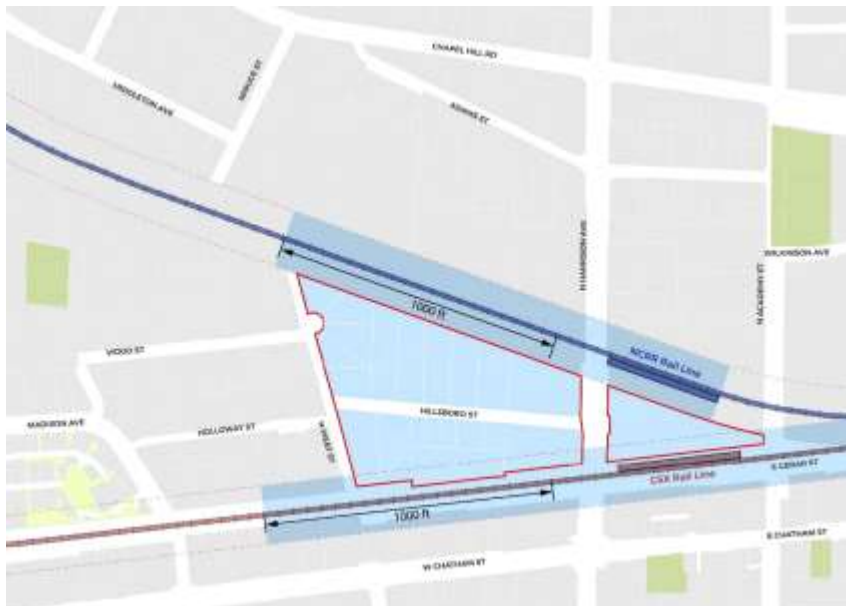 CHAPEL HILL RD
MIDDLETON AVE
ADAMS ST
N HARRISON AVE
WILKINSON AVE
N ACADEMY ST
1000 ft
NCRR Rail Line
VICUO ST
HILLSBORO ST
MADISON AVE
HOLLOWAY ST
CSX Rail Line
E CEDAR ST
1000 ft
E CHATHAM ST
W CHATHAM ST